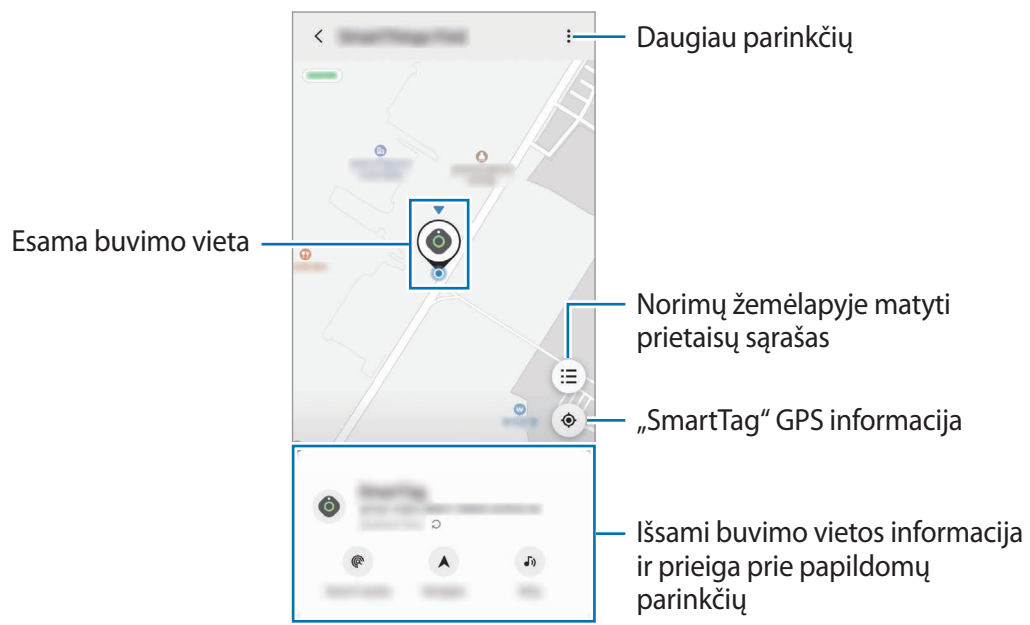 Daugiau parinkčių
Esama buvimo vieta
Norimų žemėlapyje matyti
prietaisų sąrašas
„SmartTag“ GPS informacija
Išsami buvimo vietos informacija
ir prieiga prie papildomų
parinkčių